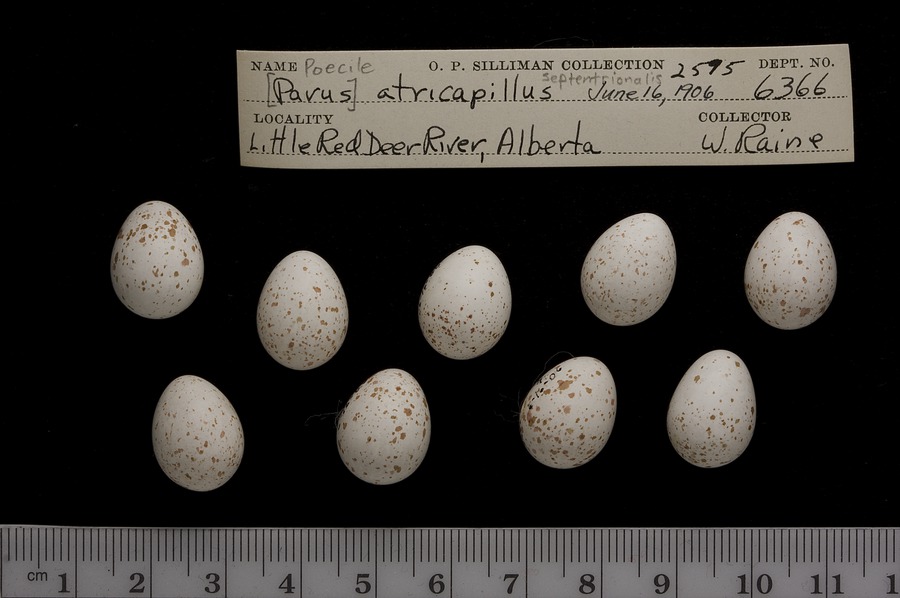 NAME Poecile O. P. SILLIMAN COLLECTION 2595 DEPT. NO.
[Parus] atricapillus septentrionalis June 16, 1906 6366
LOCALITY COLLECTOR
Little Red Deer River, Alberta W. Raine
cm 1 2 3 4 5 6 7 8 9 10 11 1